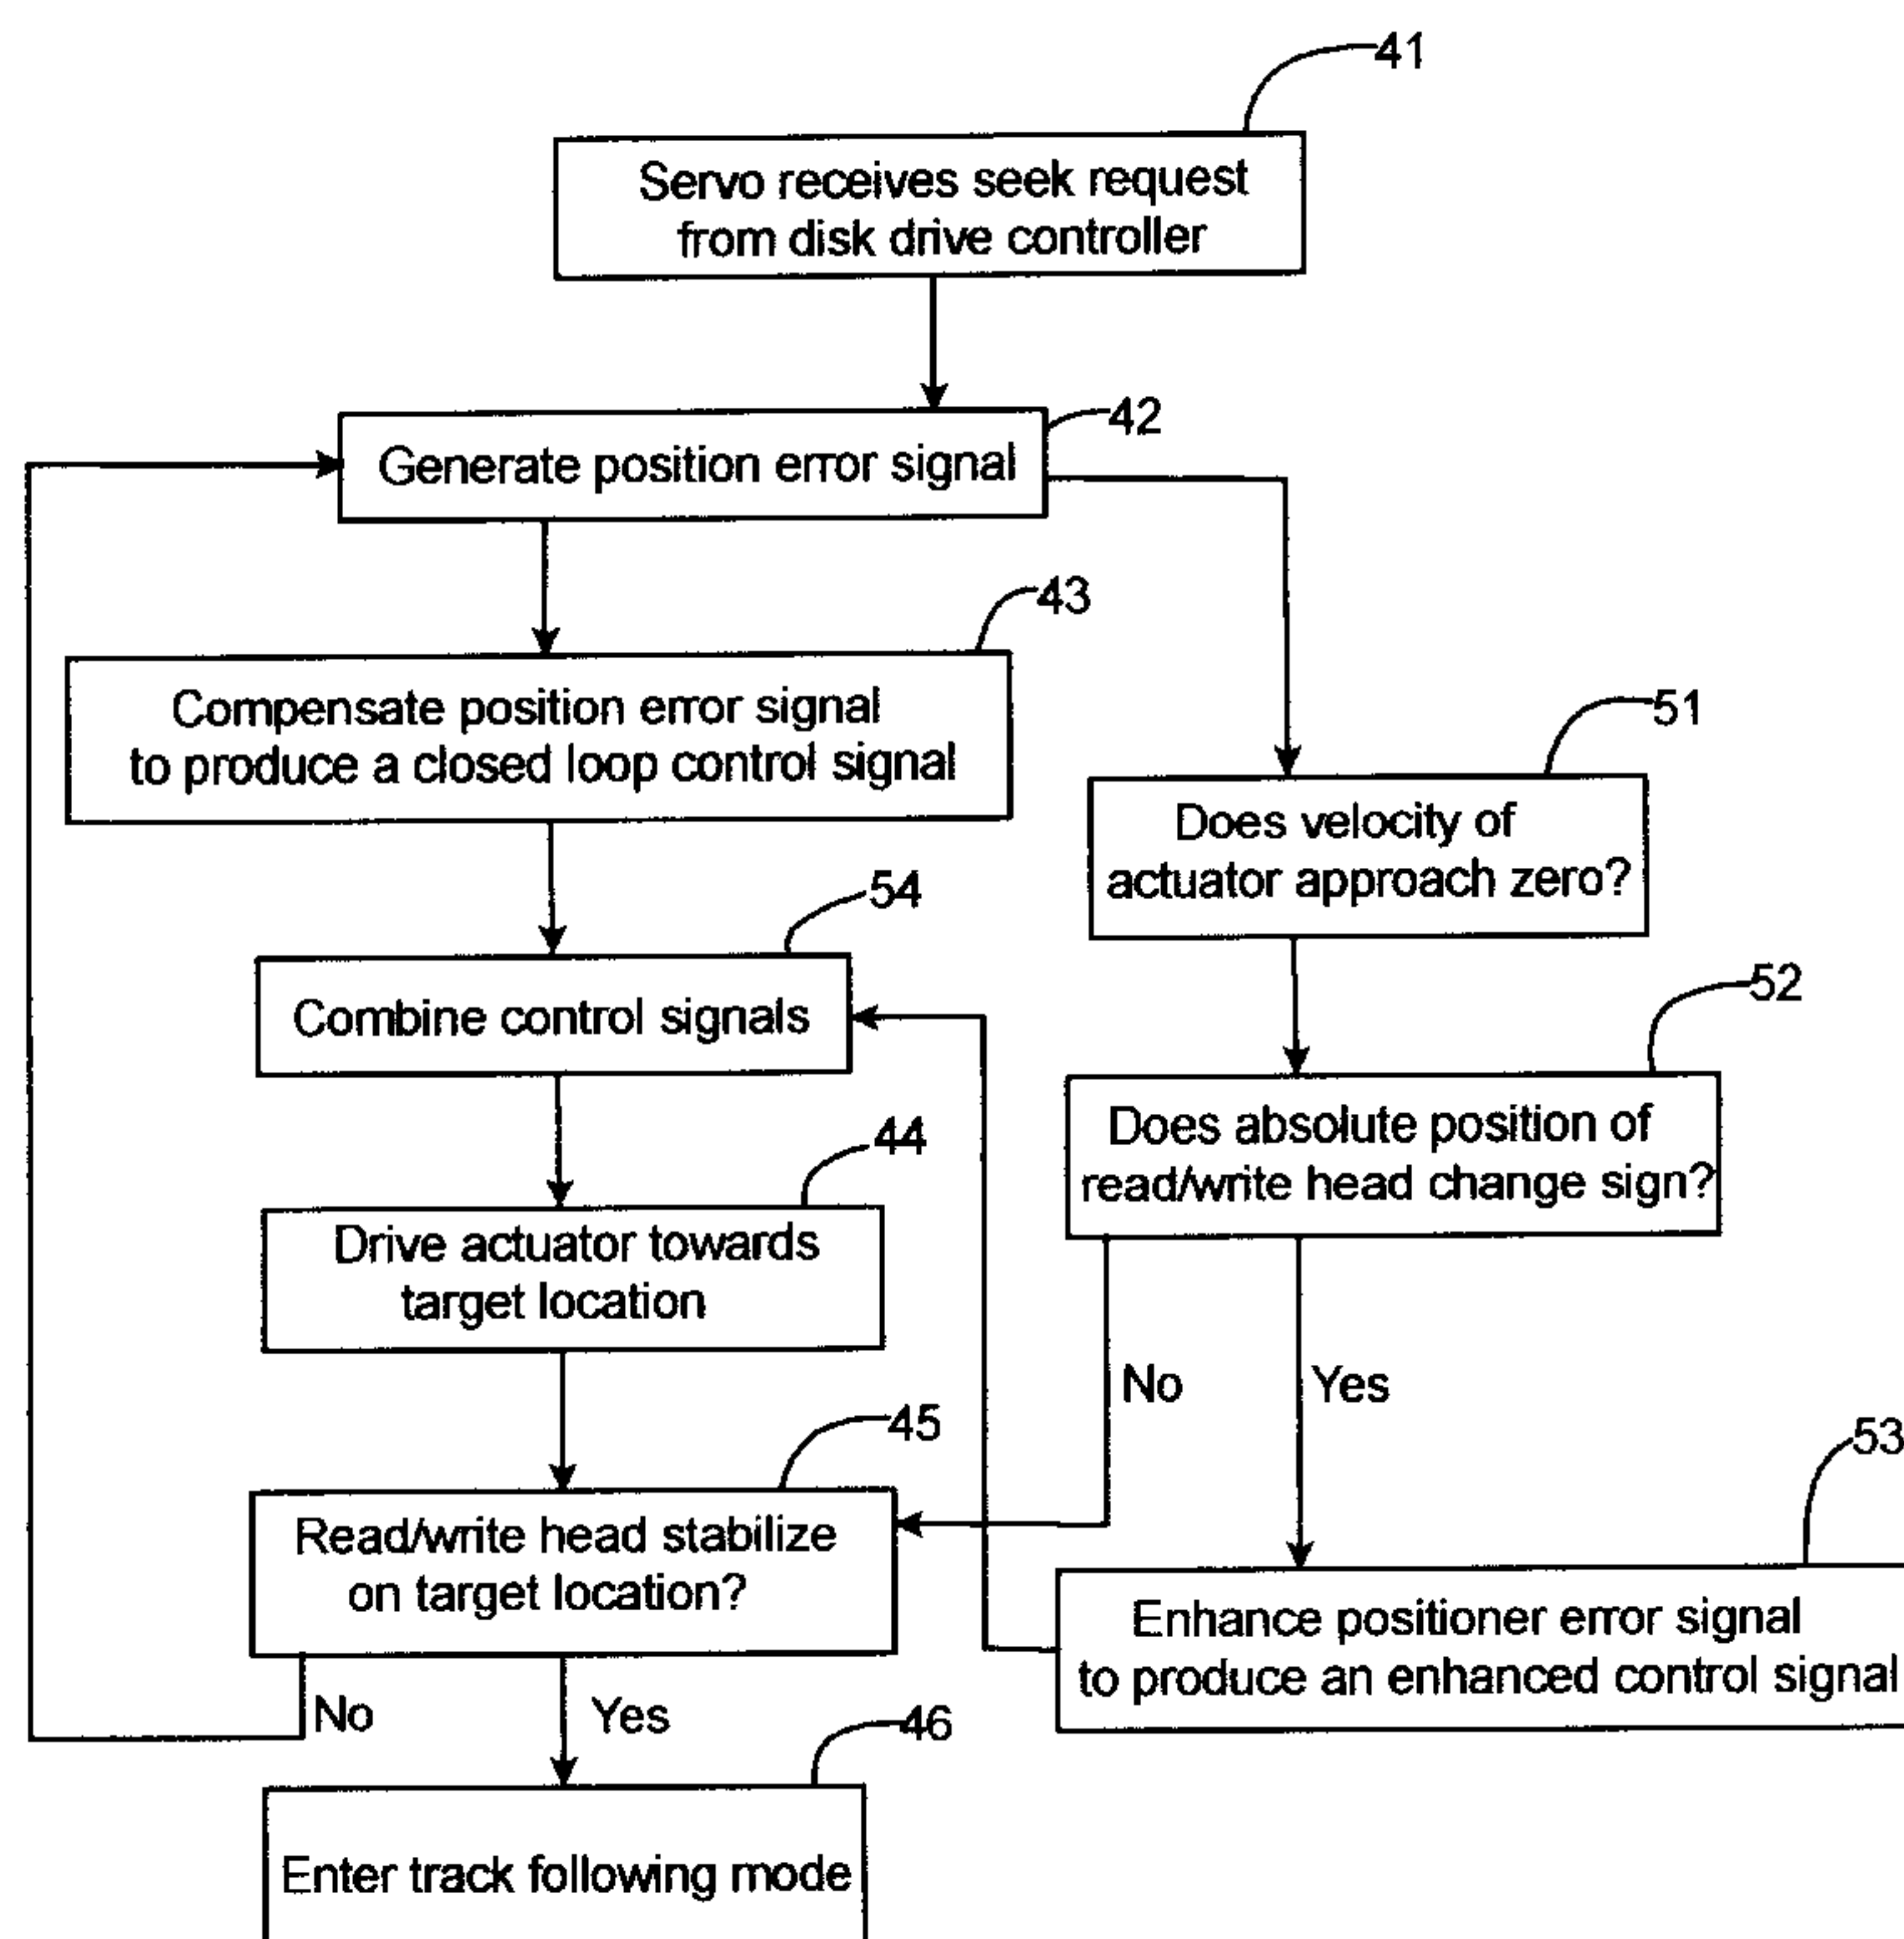 41
Servo receives seek request
from disk drive controller
42
Generate position error signal
43
Compensate position error signal
to produce a closed loop control signal
51
Does velocity of
actuator approach zero?
54
Combine control signals
52
Does absolute position of
read/write head change sign?
44
Drive actuator towards
target location
No
Yes
45
Read/write head stabilize
on target location?
53
Enhance positioner error signal
to produce an enhanced control signal
No
Yes
46
Enter track following mode